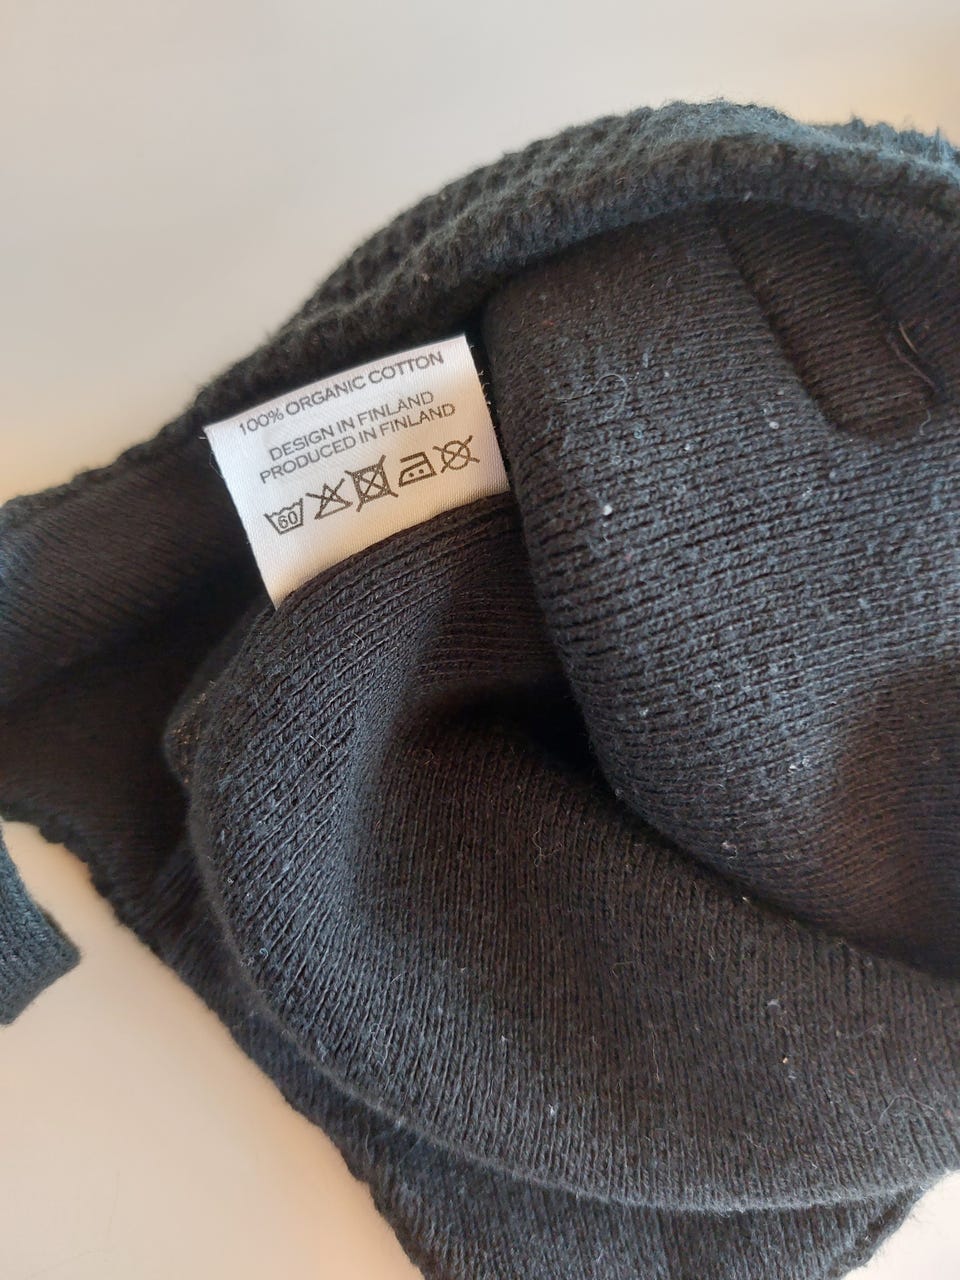 100% ORGANIC COTTON
DESIGN IN FINLAND
PRODUCED IN FINLAND
60